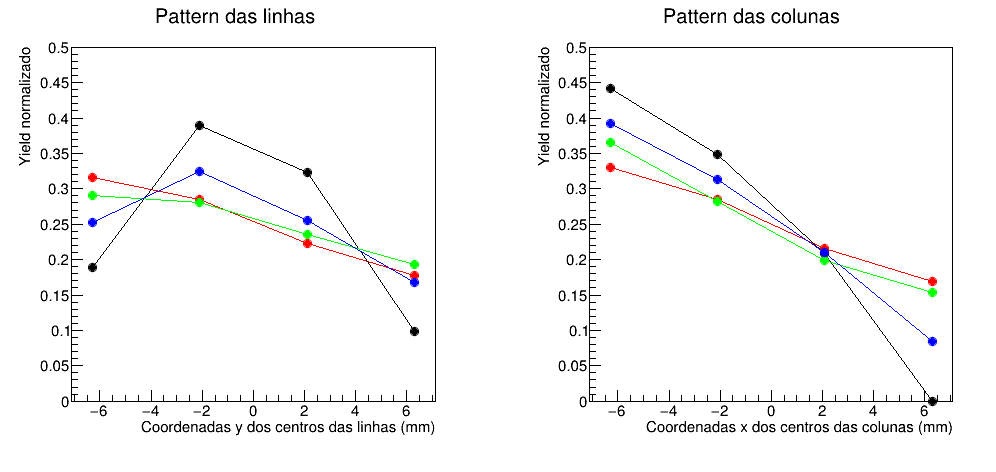 Pattern das linhas
Yield normalizado
0.5
0.45
0.4
0.35
0.3
0.25
0.2
0.15
0.1
0.05
0
−6 −4 −2 0 2 4 6
Coordenadas y dos centros das linhas (mm)
Pattern das colunas
Yield normalizado
0.5
0.45
0.4
0.35
0.3
0.25
0.2
0.15
0.1
0.05
0
−6 −4 −2 0 2 4 6
Coordenadas x dos centros das colunas (mm)